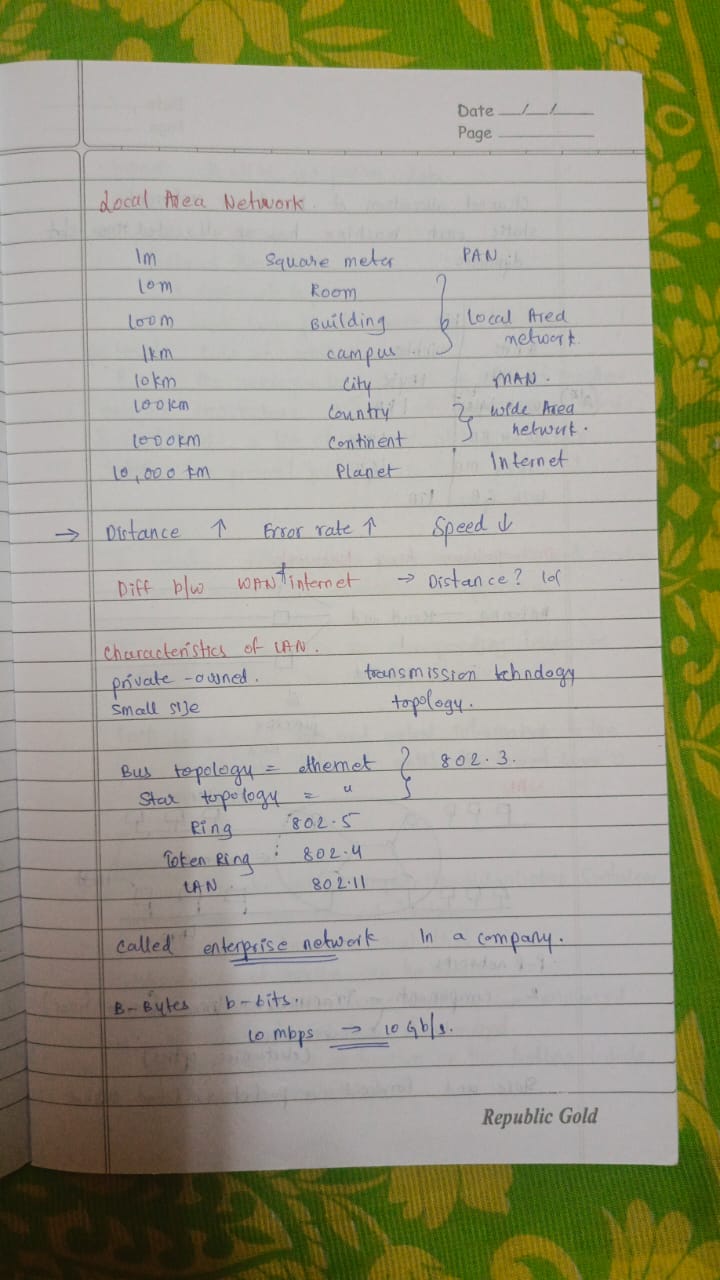 Date __/__/__
Page
Local Area Network.
1m Square meter PAN
10m Room
100m Building Local Area
network.
1km campus
10km City MAN.
100km Country Wide Area
network.
1000km Continent
10,000 km Planet Internet
→ Distance ↑ Error rate ↑ Speed ↓
Diff b/w WAN + internet → Distance?
Characteristics of LAN.
private-owned. transmission tehnology
Small size topology.
Bus topology = ethernet } 802.3.
Star topology = "
Ring : 802.5
Token Ring : 802.4
LAN 802.11
Called enterprise network In a company.
B-Bytes b-bits.
10 mbps → 10 Gb/s.
Republic Gold